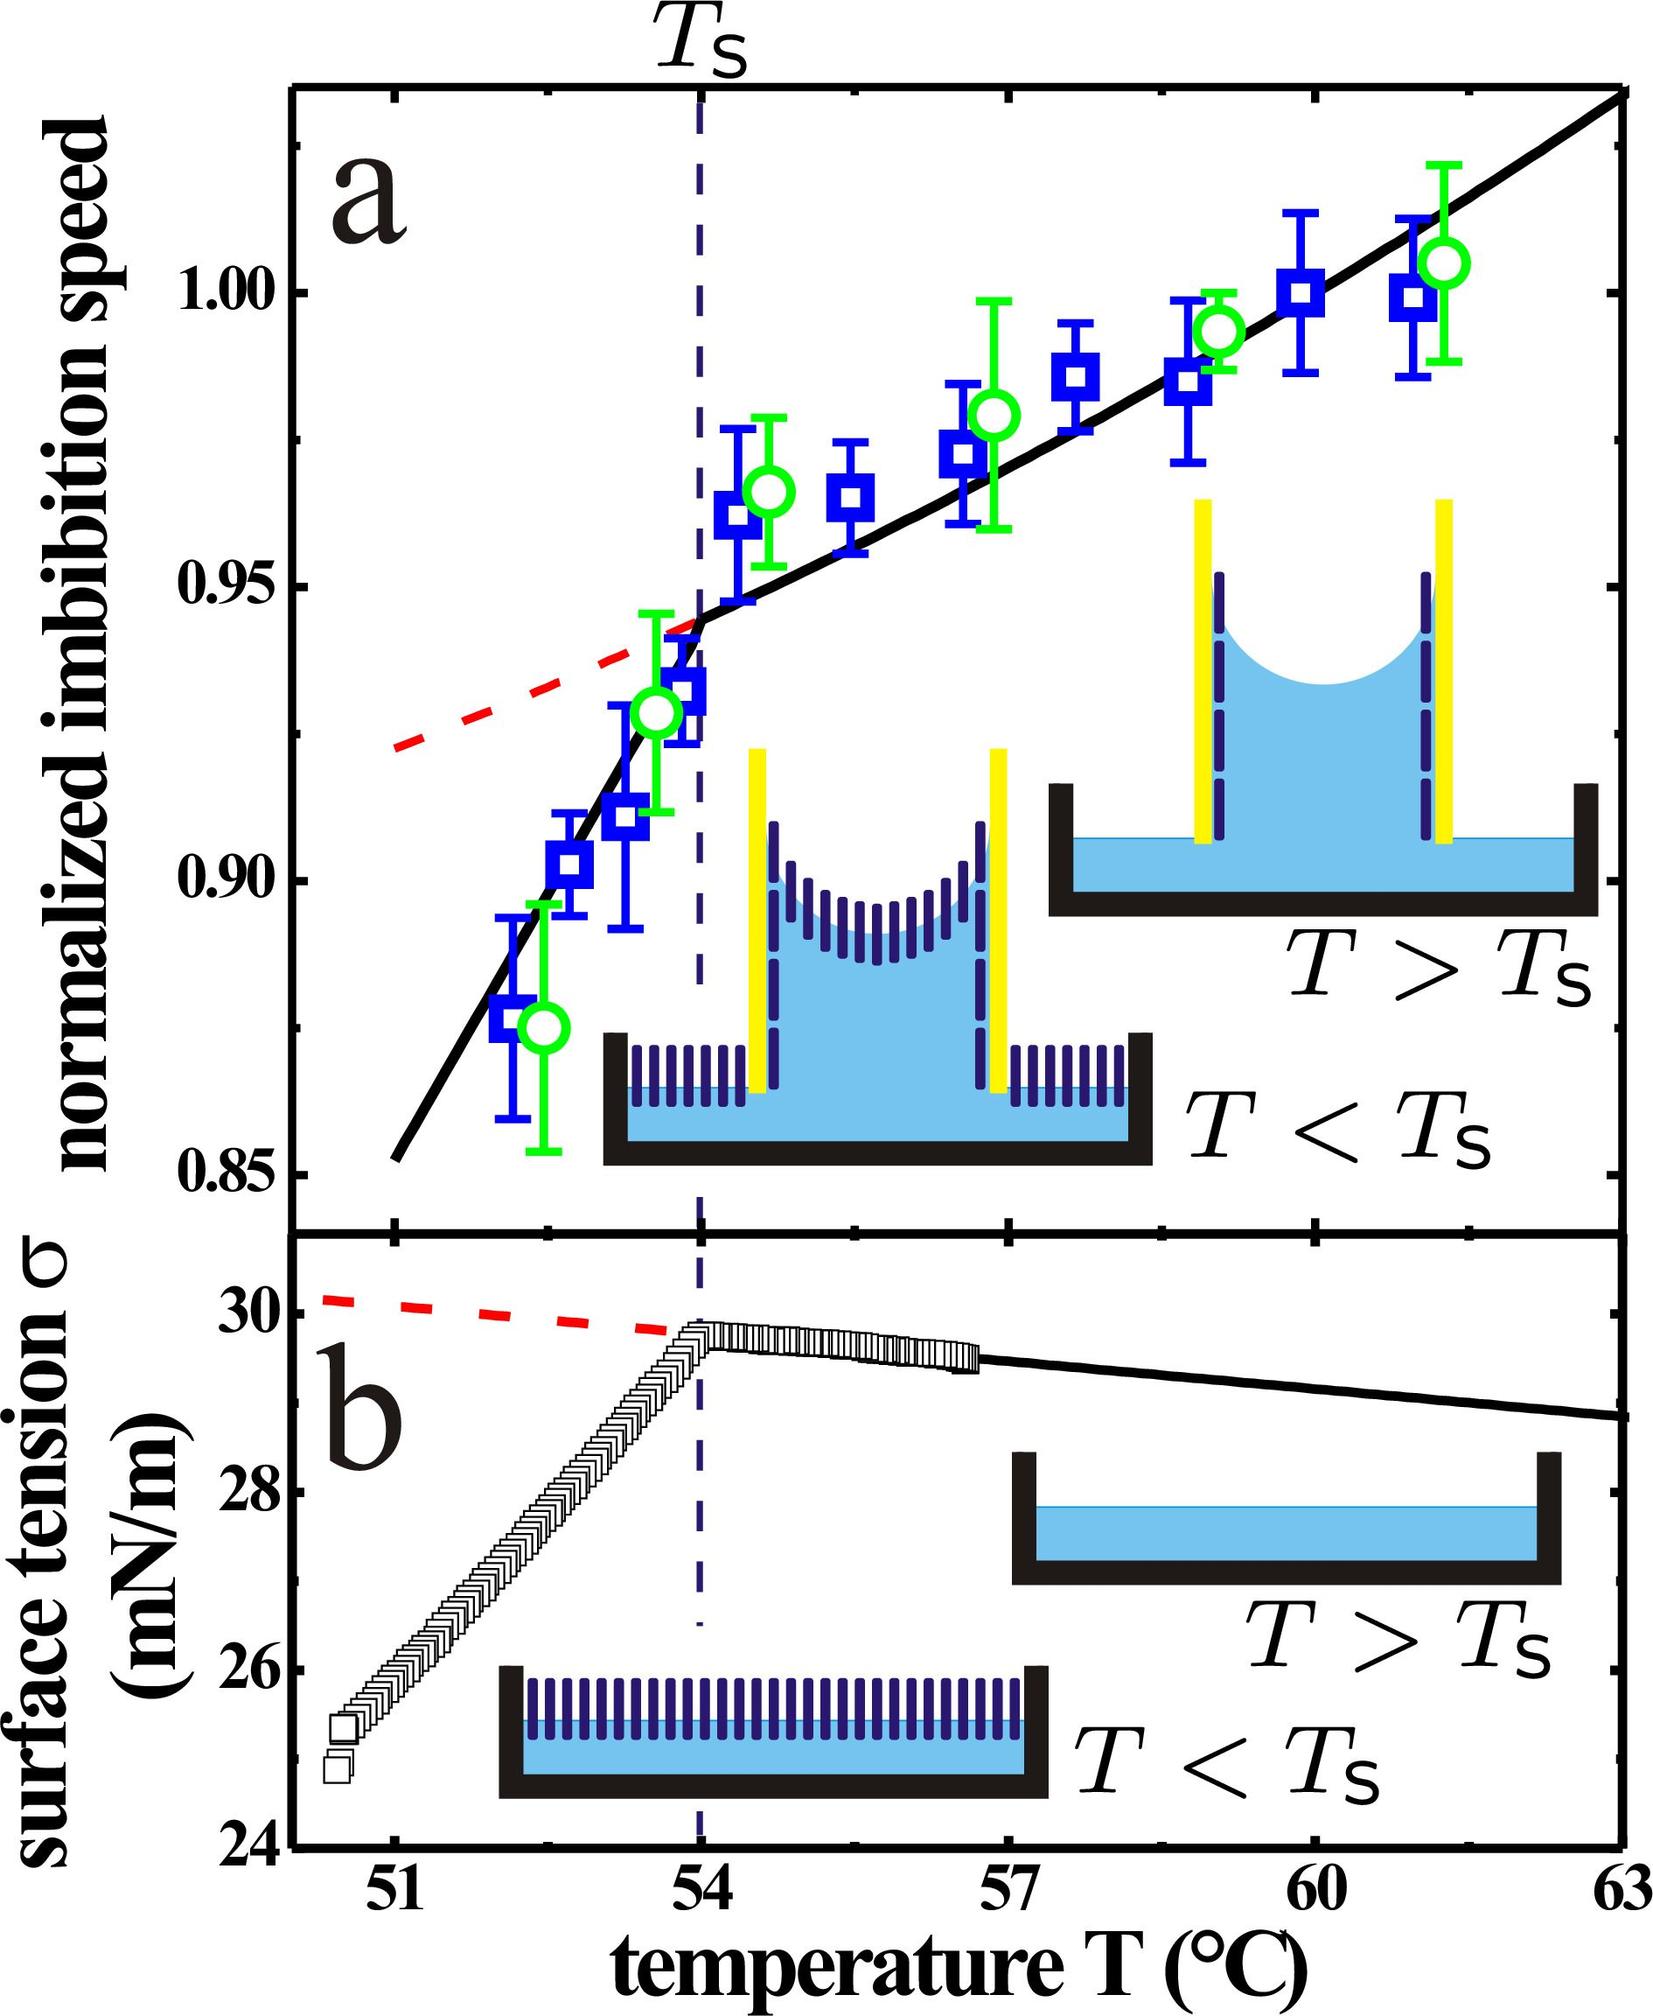 T_S
a
normalized imbibition speed
1.00
0.95
0.90
0.85
T > T_S
T < T_S
b
surface tension σ
(mN/m)
30
28
26
24
T > T_S
T < T_S
51 54 57 60 63
temperature T (°C)